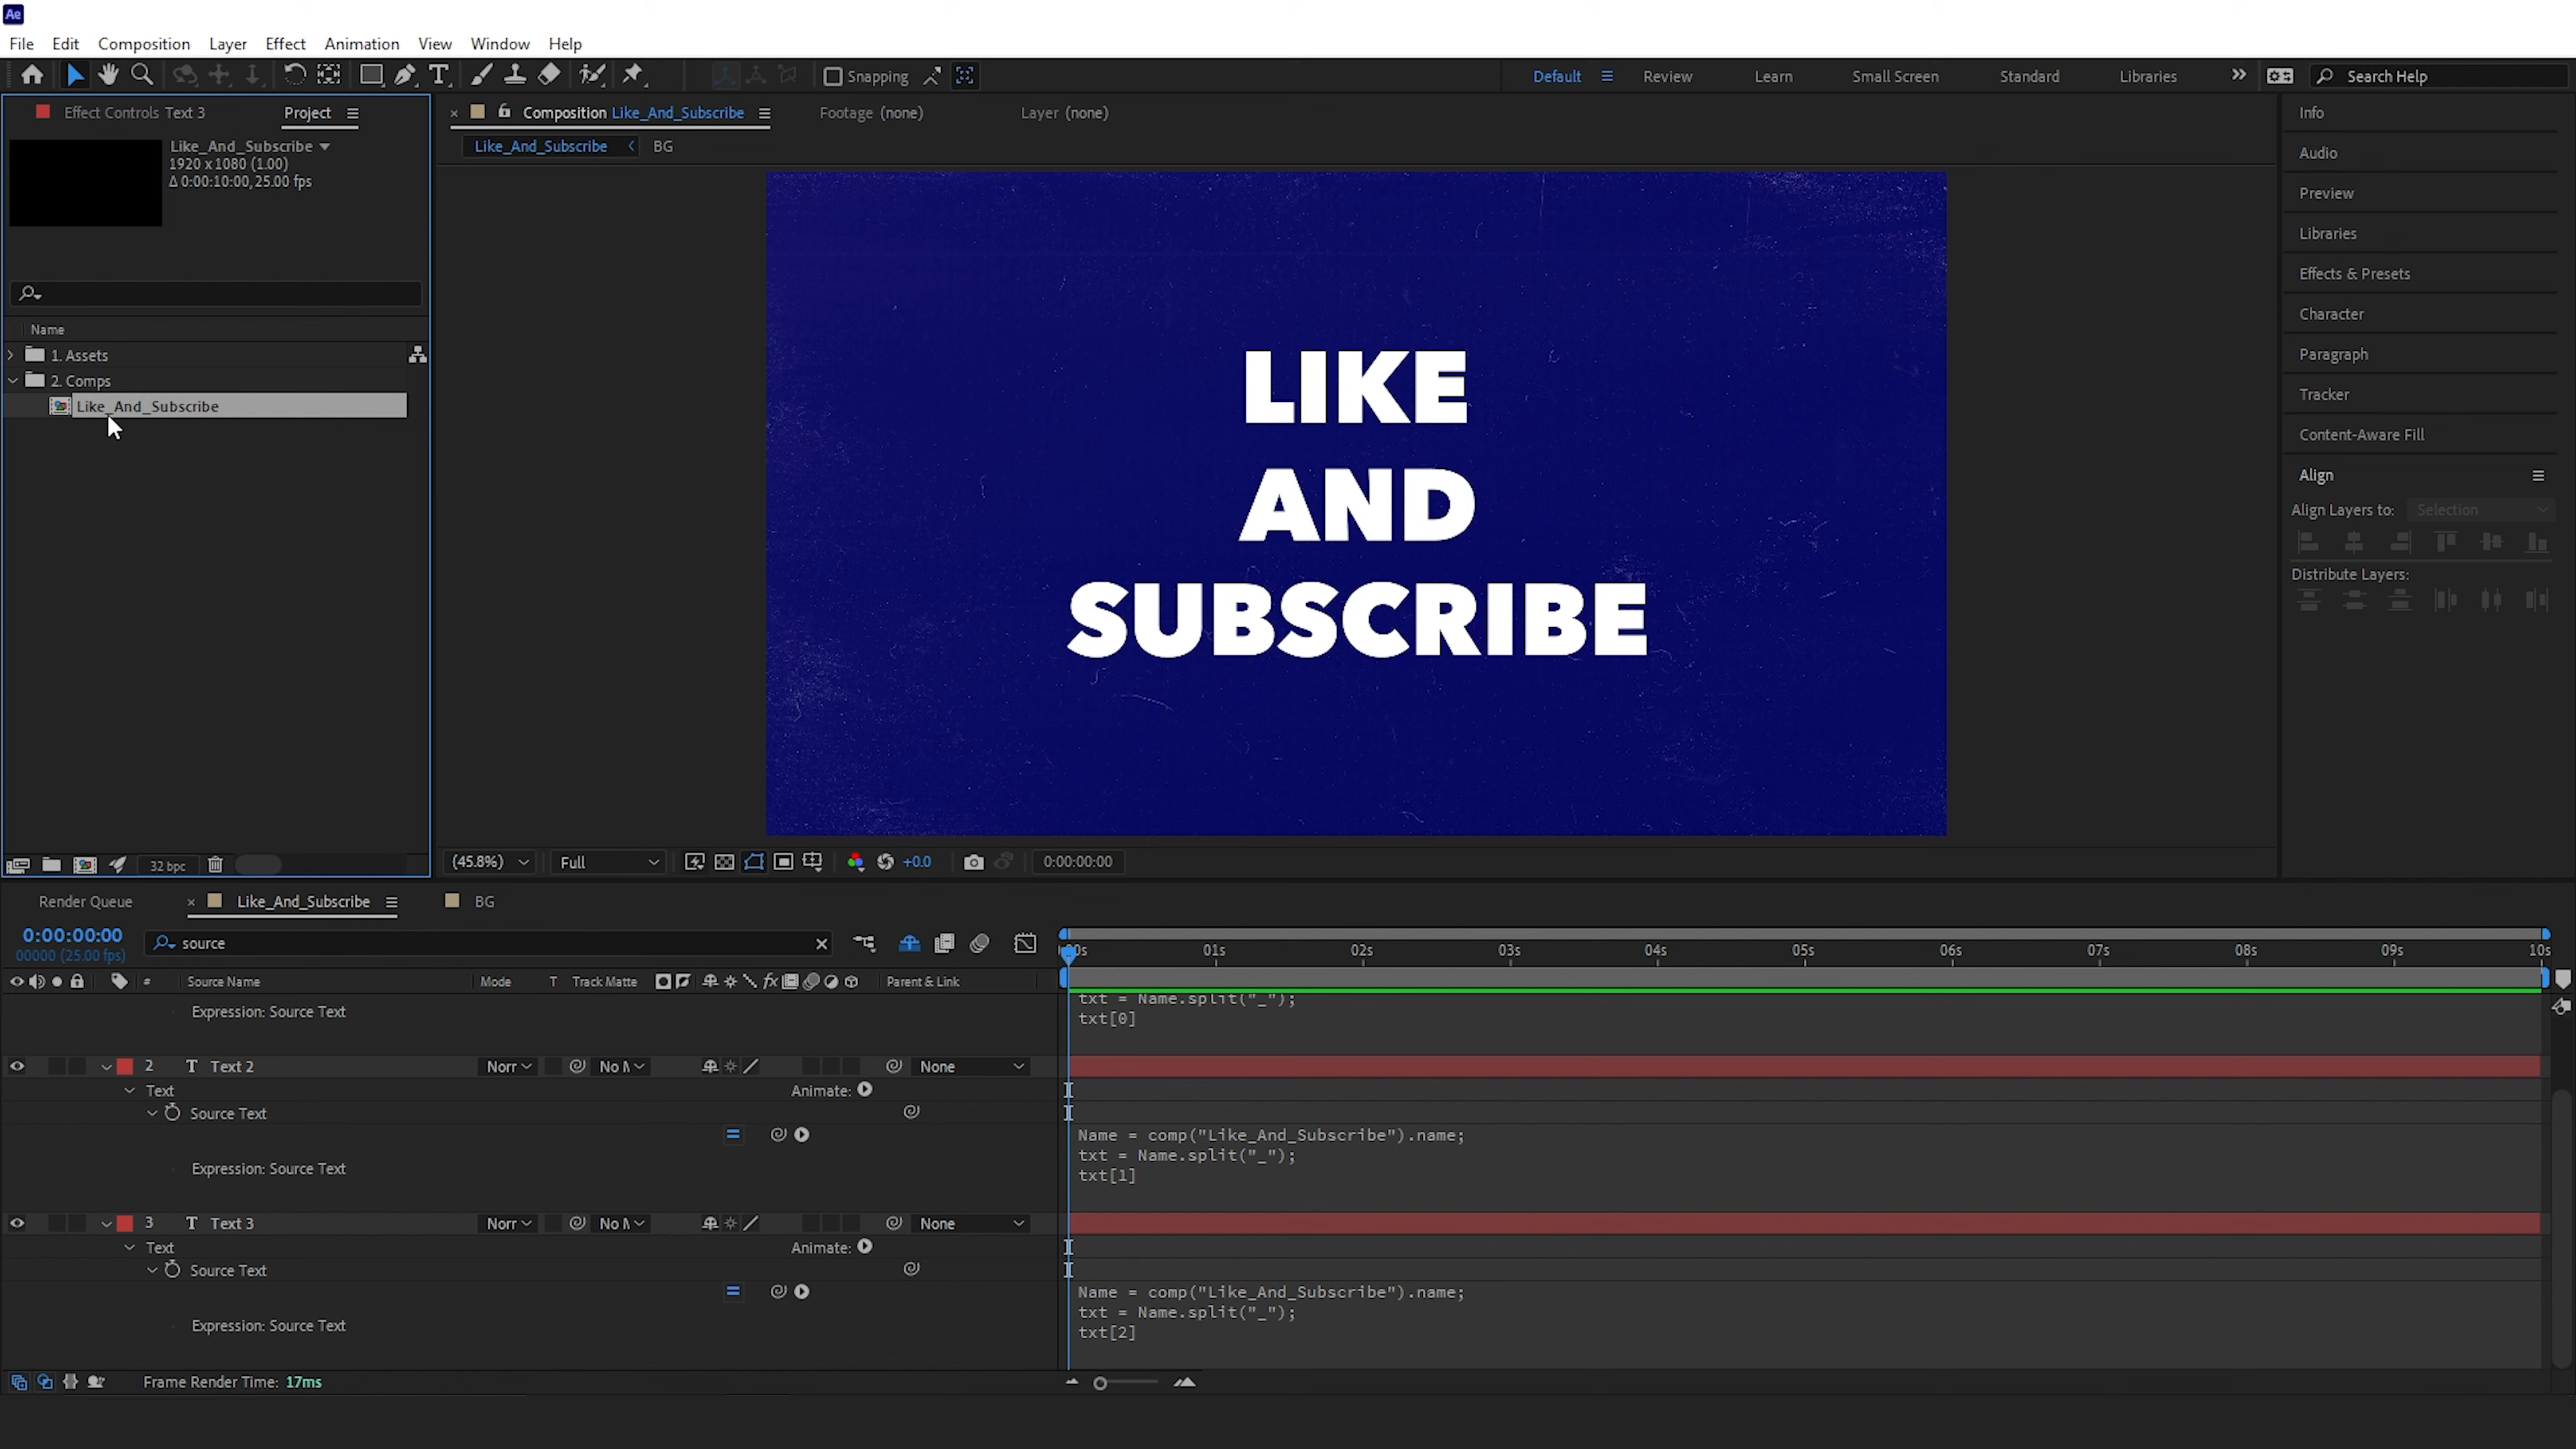 Ae
File Edit Composition Layer Effect Animation View Window Help
Snapping
Default Review Learn Small Screen Standard Libraries Search Help
Effect Controls Text 3 Project
Like_And_Subscribe
1920 x 1080 (1.00)
Δ 0:00:10:00, 25.00 fps
Name
1. Assets
2. Comps
Like_And_Subscribe
32 bpc
Composition Like_And_Subscribe Footage (none) Layer (none)
Like_And_Subscribe BG
LIKE
AND
SUBSCRIBE
(45.8%) Full +0.0 0:00:00:00
Info
Audio
Preview
Libraries
Effects & Presets
Character
Paragraph
Tracker
Content-Aware Fill
Align
Align Layers to: Selection
Distribute Layers:
Render Queue Like_And_Subscribe BG
0:00:00:00
00000 (25.00 fps)
source
01s 02s 03s 04s 05s 06s 07s 08s 09s 10s
# Source Name Mode T Track Matte fx Parent & Link
txt = Name.split("_");
Expression: Source Text
txt[0]
2 T Text 2 Norr No M None
Text Animate:
Source Text
Name = comp("Like_And_Subscribe").name;
txt = Name.split("_");
Expression: Source Text
txt[1]
3 T Text 3 Norr No M None
Text Animate:
Source Text
Name = comp("Like_And_Subscribe").name;
txt = Name.split("_");
Expression: Source Text
txt[2]
Frame Render Time: 17ms